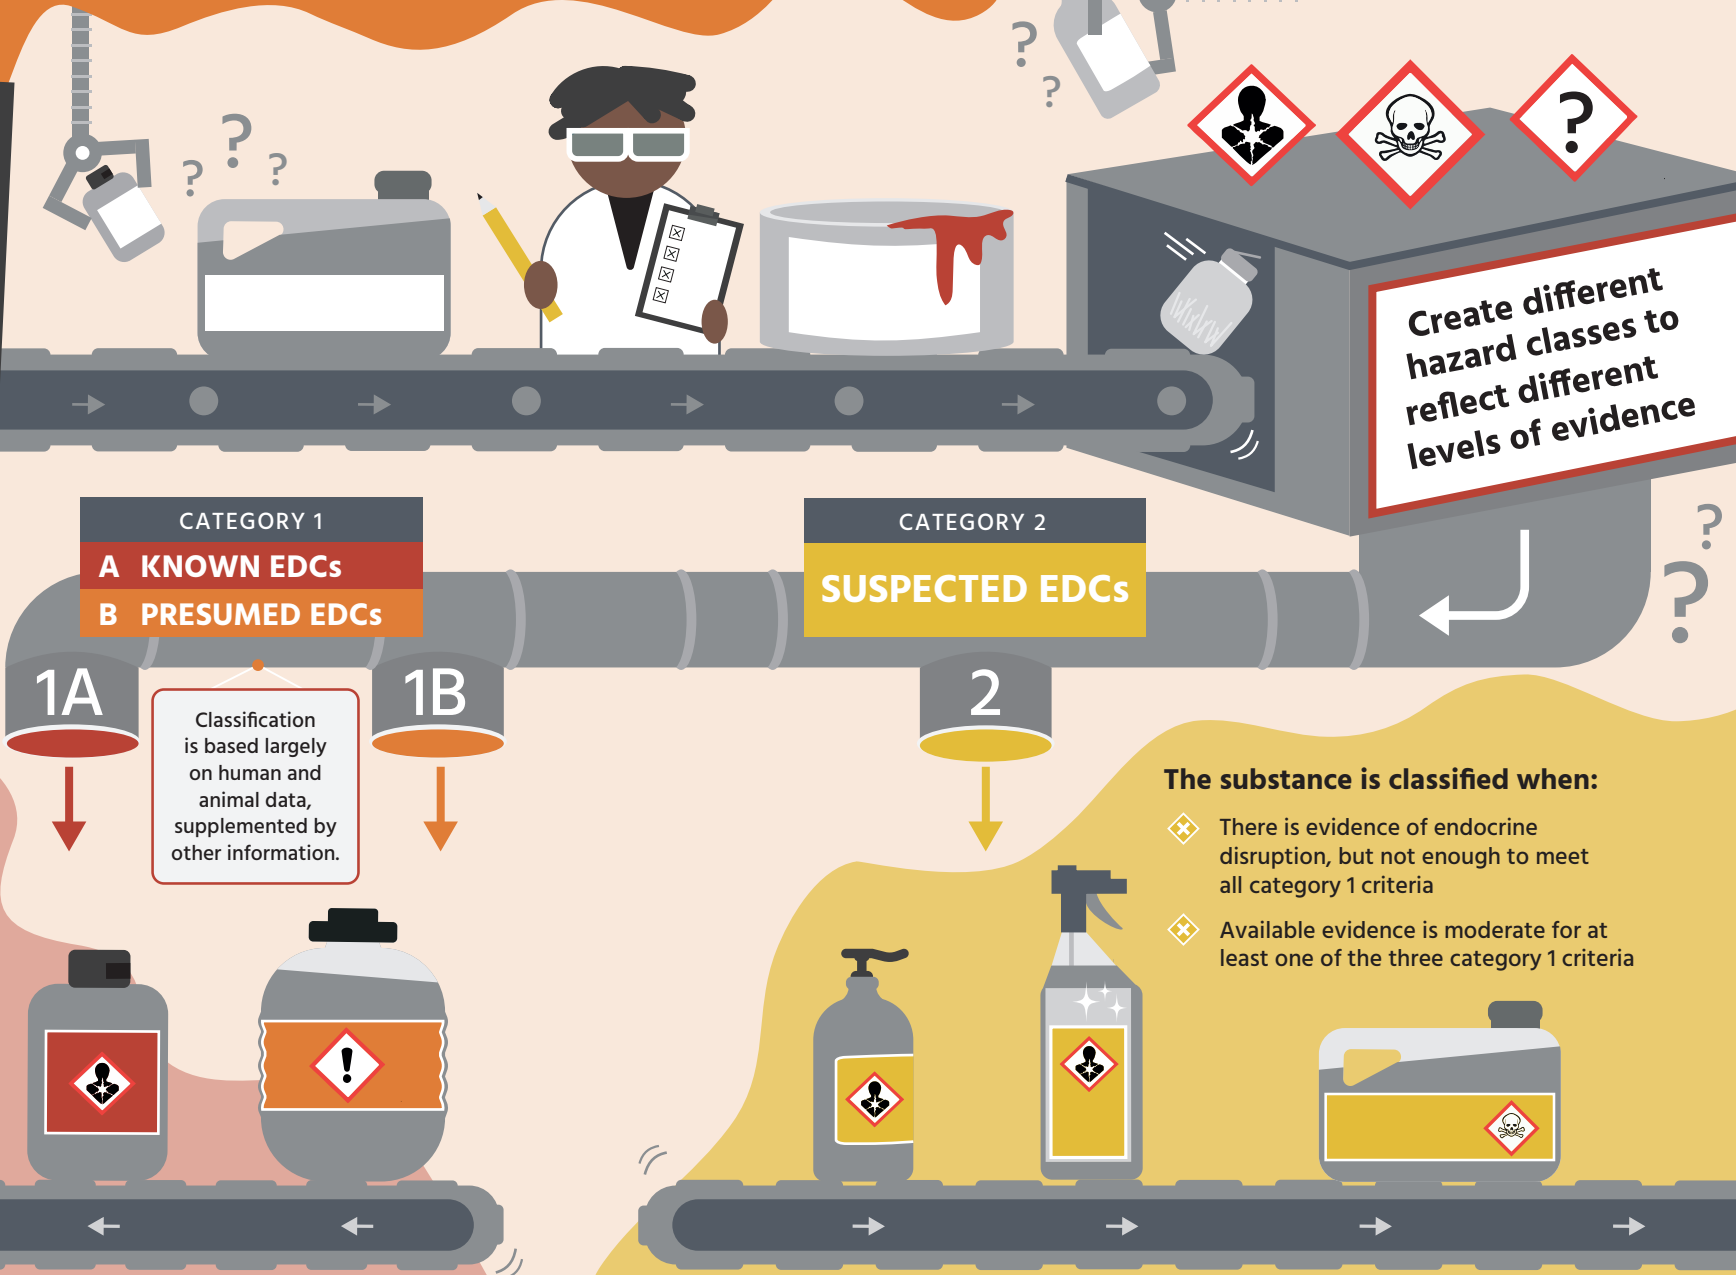 ?
?
?
?
?
?
Create different
hazard classes to
reflect different
levels of evidence
?
?
CATEGORY 1
A KNOWN EDCs
B PRESUMED EDCs
CATEGORY 2
SUSPECTED EDCs
1A
1B
2
Classification
is based largely
on human and
animal data,
supplemented by
other information.
The substance is classified when:
There is evidence of endocrine
disruption, but not enough to meet
all category 1 criteria
Available evidence is moderate for at
least one of the three category 1 criteria
!